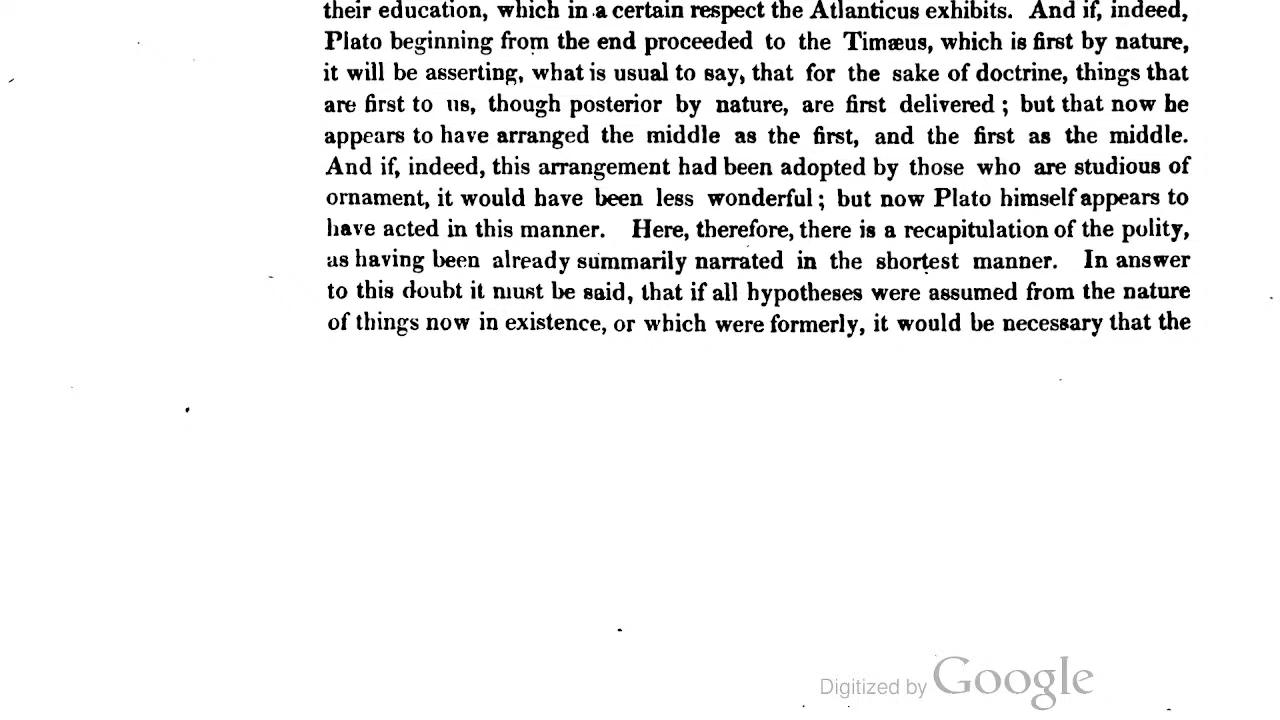 their education, which in a certain respect the Atlanticus exhibits. And if, indeed,
Plato beginning from the end proceeded to the Timæus, which is first by nature,
it will be asserting, what is usual to say, that for the sake of doctrine, things that
are first to us, though posterior by nature, are first delivered ; but that now he
appears to have arranged the middle as the first, and the first as the middle.
And if, indeed, this arrangement had been adopted by those who are studious of
ornament, it would have been less wonderful ; but now Plato himself appears to
have acted in this manner. Here, therefore, there is a recapitulation of the polity,
as having been already summarily narrated in the shortest manner. In answer
to this doubt it must be said, that if all hypotheses were assumed from the nature
of things now in existence, or which were formerly, it would be necessary that the
Digitized by Google